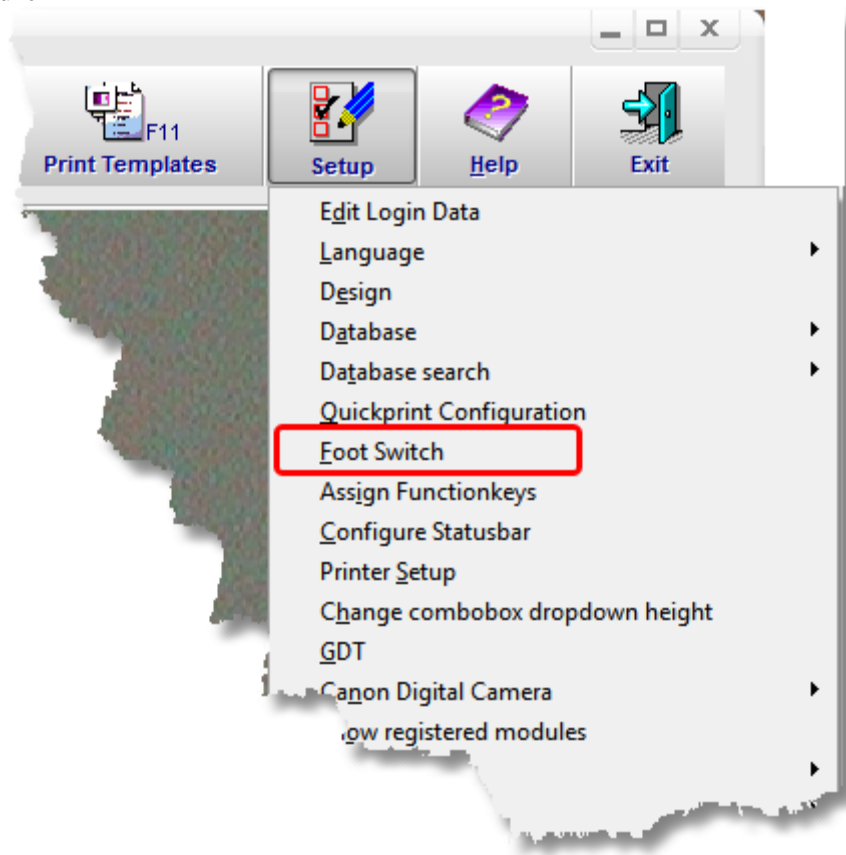 F11
Print Templates
Setup
Help
Exit
Edit Login Data
Language
Design
Database
Database search
Quickprint Configuration
Foot Switch
Assign Functionkeys
Configure Statusbar
Printer Setup
Change combobox dropdown height
GDT
Canon Digital Camera
registered modules